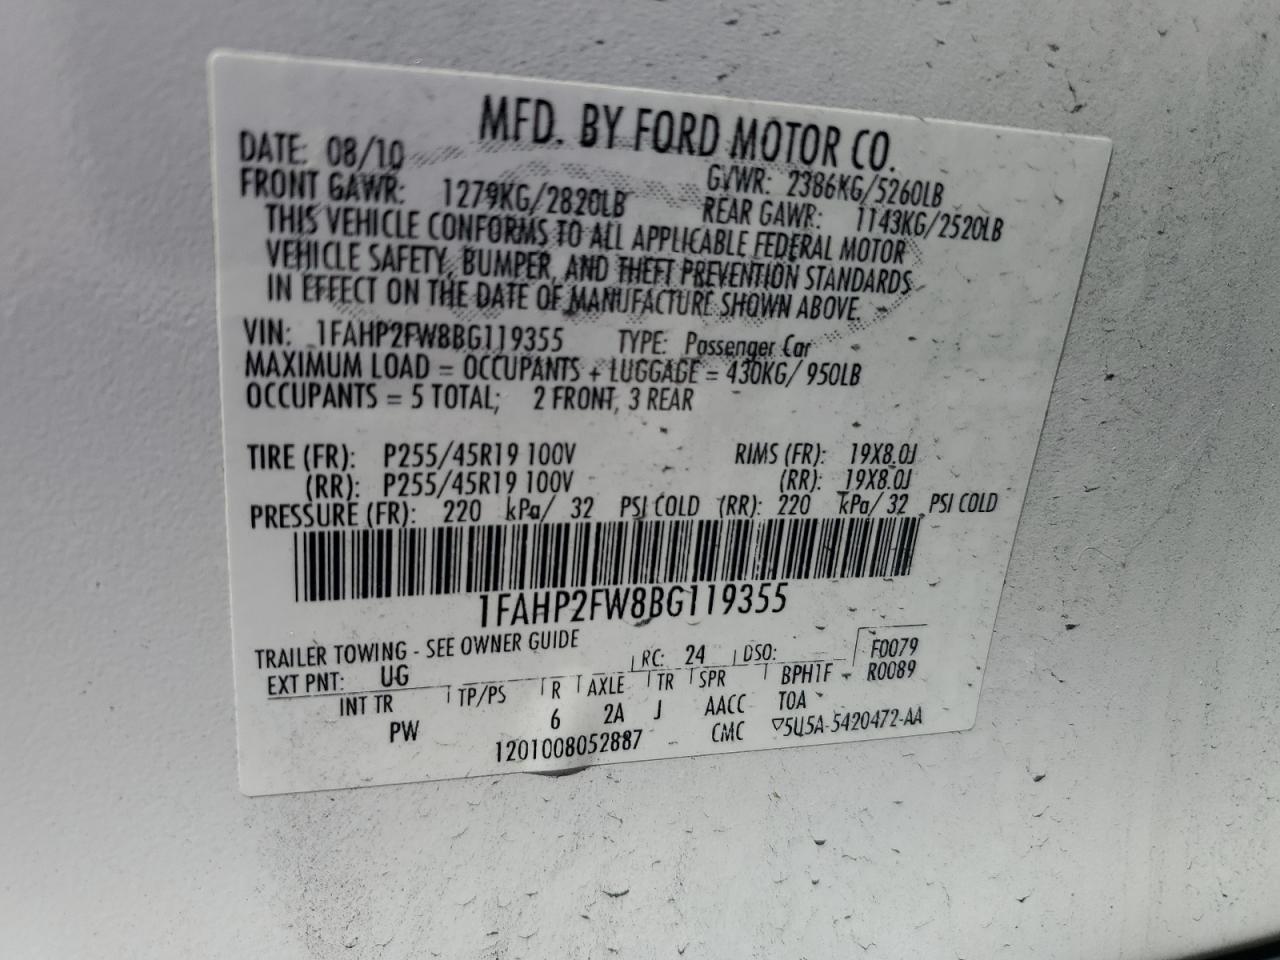 MFD. BY FORD MOTOR CO.
DATE: 08/10 GVWR: 2386KG/5260LB
FRONT GAWR: 1279KG/2820LB REAR GAWR: 1143KG/2520LB
THIS VEHICLE CONFORMS TO ALL APPLICABLE FEDERAL MOTOR
VEHICLE SAFETY, BUMPER, AND THEFT PREVENTION STANDARDS
IN EFFECT ON THE DATE OF MANUFACTURE SHOWN ABOVE.
VIN: 1FAHP2FW8BG119355 TYPE: Passenger Car
MAXIMUM LOAD = OCCUPANTS + LUGGAGE = 430KG/ 950LB
OCCUPANTS = 5 TOTAL; 2 FRONT, 3 REAR
TIRE (FR): P255/45R19 100V RIMS (FR): 19X8.0J
(RR): P255/45R19 100V (RR): 19X8.0J
PRESSURE (FR): 220 kPa/ 32 PSI COLD (RR): 220 kPa/ 32 PSI COLD
1FAHP2FW8BG119355
TRAILER TOWING - SEE OWNER GUIDE
EXT PNT: UG RC: 24 DSO: F0079
R0089
INT TR TP/PS R AXLE TR SPR BPH1F
PW 6 2A J AACC TOA
1201008052887 CMC ▽5U5A-5420472-AA